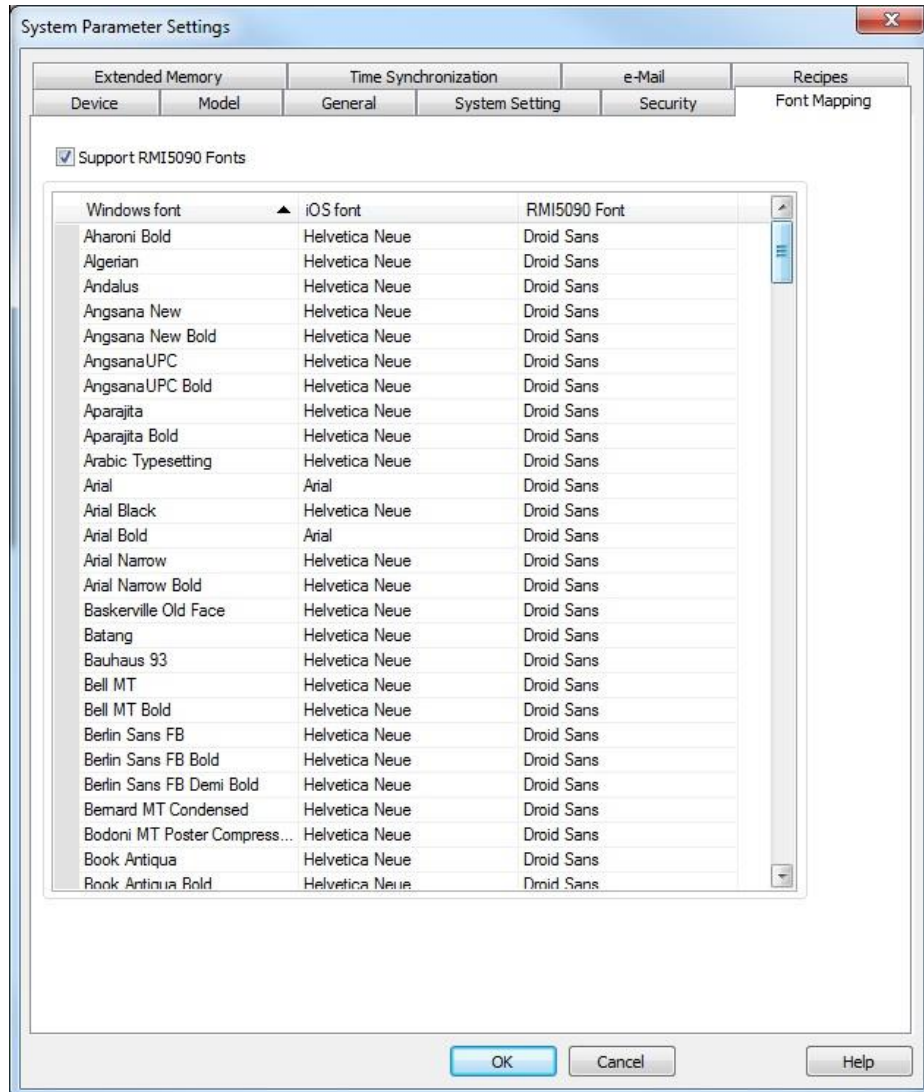 System Parameter Settings
Extended Memory Time Synchronization e-Mail Recipes
Device Model General System Setting Security Font Mapping
Support RMI5090 Fonts
Windows font iOS font RMI5090 Font
Aharoni Bold Helvetica Neue Droid Sans
Algerian Helvetica Neue Droid Sans
Andalus Helvetica Neue Droid Sans
Angsana New Helvetica Neue Droid Sans
Angsana New Bold Helvetica Neue Droid Sans
AngsanaUPC Helvetica Neue Droid Sans
AngsanaUPC Bold Helvetica Neue Droid Sans
Aparajita Helvetica Neue Droid Sans
Aparajita Bold Helvetica Neue Droid Sans
Arabic Typesetting Helvetica Neue Droid Sans
Arial Arial Droid Sans
Arial Black Helvetica Neue Droid Sans
Arial Bold Arial Droid Sans
Arial Narrow Helvetica Neue Droid Sans
Arial Narrow Bold Helvetica Neue Droid Sans
Baskerville Old Face Helvetica Neue Droid Sans
Batang Helvetica Neue Droid Sans
Bauhaus 93 Helvetica Neue Droid Sans
Bell MT Helvetica Neue Droid Sans
Bell MT Bold Helvetica Neue Droid Sans
Berlin Sans FB Helvetica Neue Droid Sans
Berlin Sans FB Bold Helvetica Neue Droid Sans
Berlin Sans FB Demi Bold Helvetica Neue Droid Sans
Bernard MT Condensed Helvetica Neue Droid Sans
Bodoni MT Poster Compress... Helvetica Neue Droid Sans
Book Antiqua Helvetica Neue Droid Sans
Book Antiqua Bold Helvetica Neue Droid Sans
OK Cancel Help